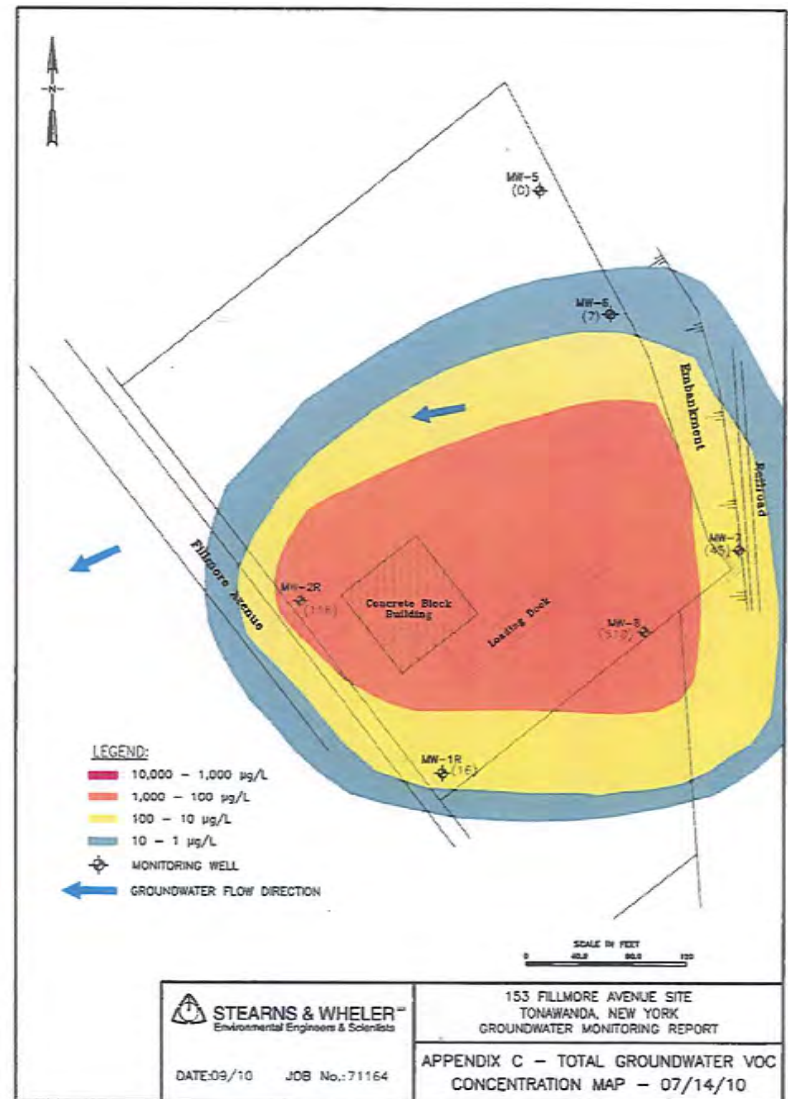 N
MW-5
(0)
MW-6
(7)
Embankment
Railroad
MW-7
(45)
Fillmore Avenue
MW-2R
Concrete Block
Building
Loading Dock
MW-8
MW-1R
(16)
LEGEND:
10,000 - 1,000 µg/L
1,000 - 100 µg/L
100 - 10 µg/L
10 - 1 µg/L
MONITORING WELL
GROUNDWATER FLOW DIRECTION
SCALE IN FEET
0 40.0 80.0 120
STEARNS & WHELER
Environmental Engineers & Scientists
DATE:09/10 JOB No.:71164
153 FILLMORE AVENUE SITE
TONAWANDA, NEW YORK
GROUNDWATER MONITORING REPORT
APPENDIX C - TOTAL GROUNDWATER VOC
CONCENTRATION MAP - 07/14/10